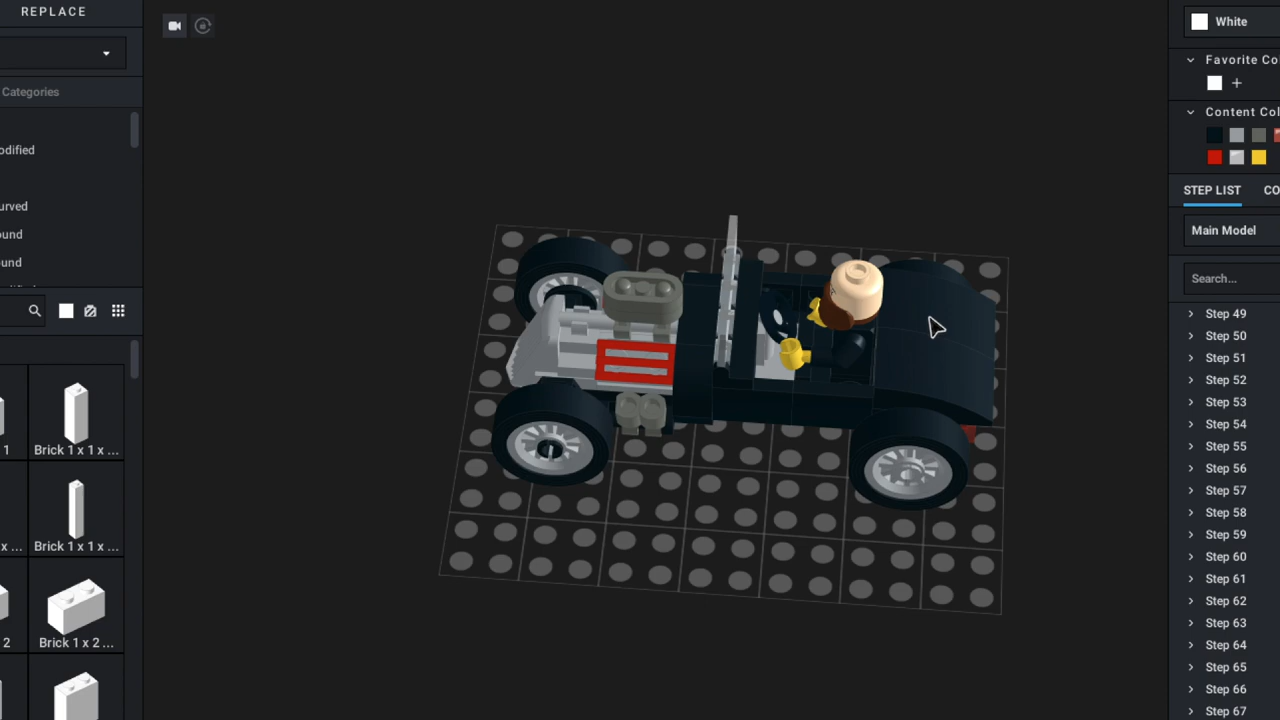 REPLACE
Categories
odified
urved
ound
ound
1
Brick 1 x 1 x ...
x ...
Brick 1 x 1 x ...
2
Brick 1 x 2 ...
White
Favorite Co
+
Content Col
STEP LIST
CO
Main Model
Search...
Step 49
Step 50
Step 51
Step 52
Step 53
Step 54
Step 55
Step 56
Step 57
Step 58
Step 59
Step 60
Step 61
Step 62
Step 63
Step 64
Step 65
Step 66
Step 67